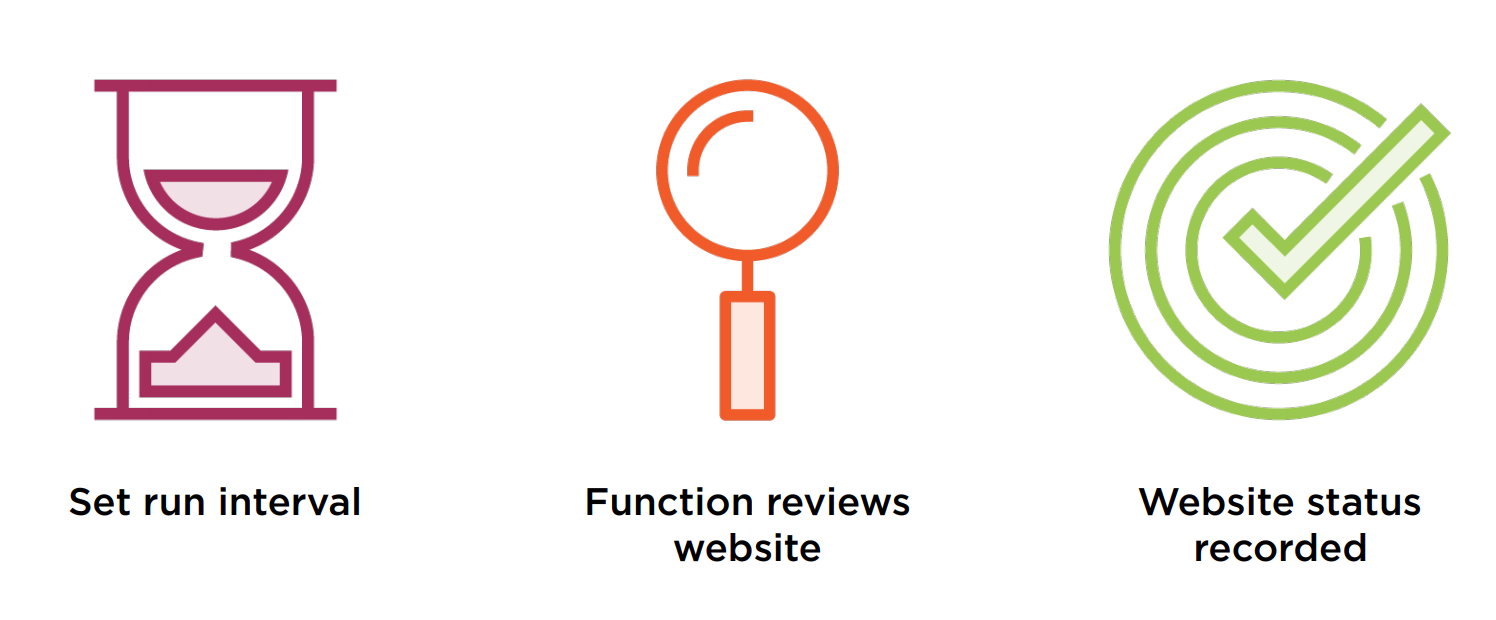 Set run interval
Function reviews
website
Website status
recorded